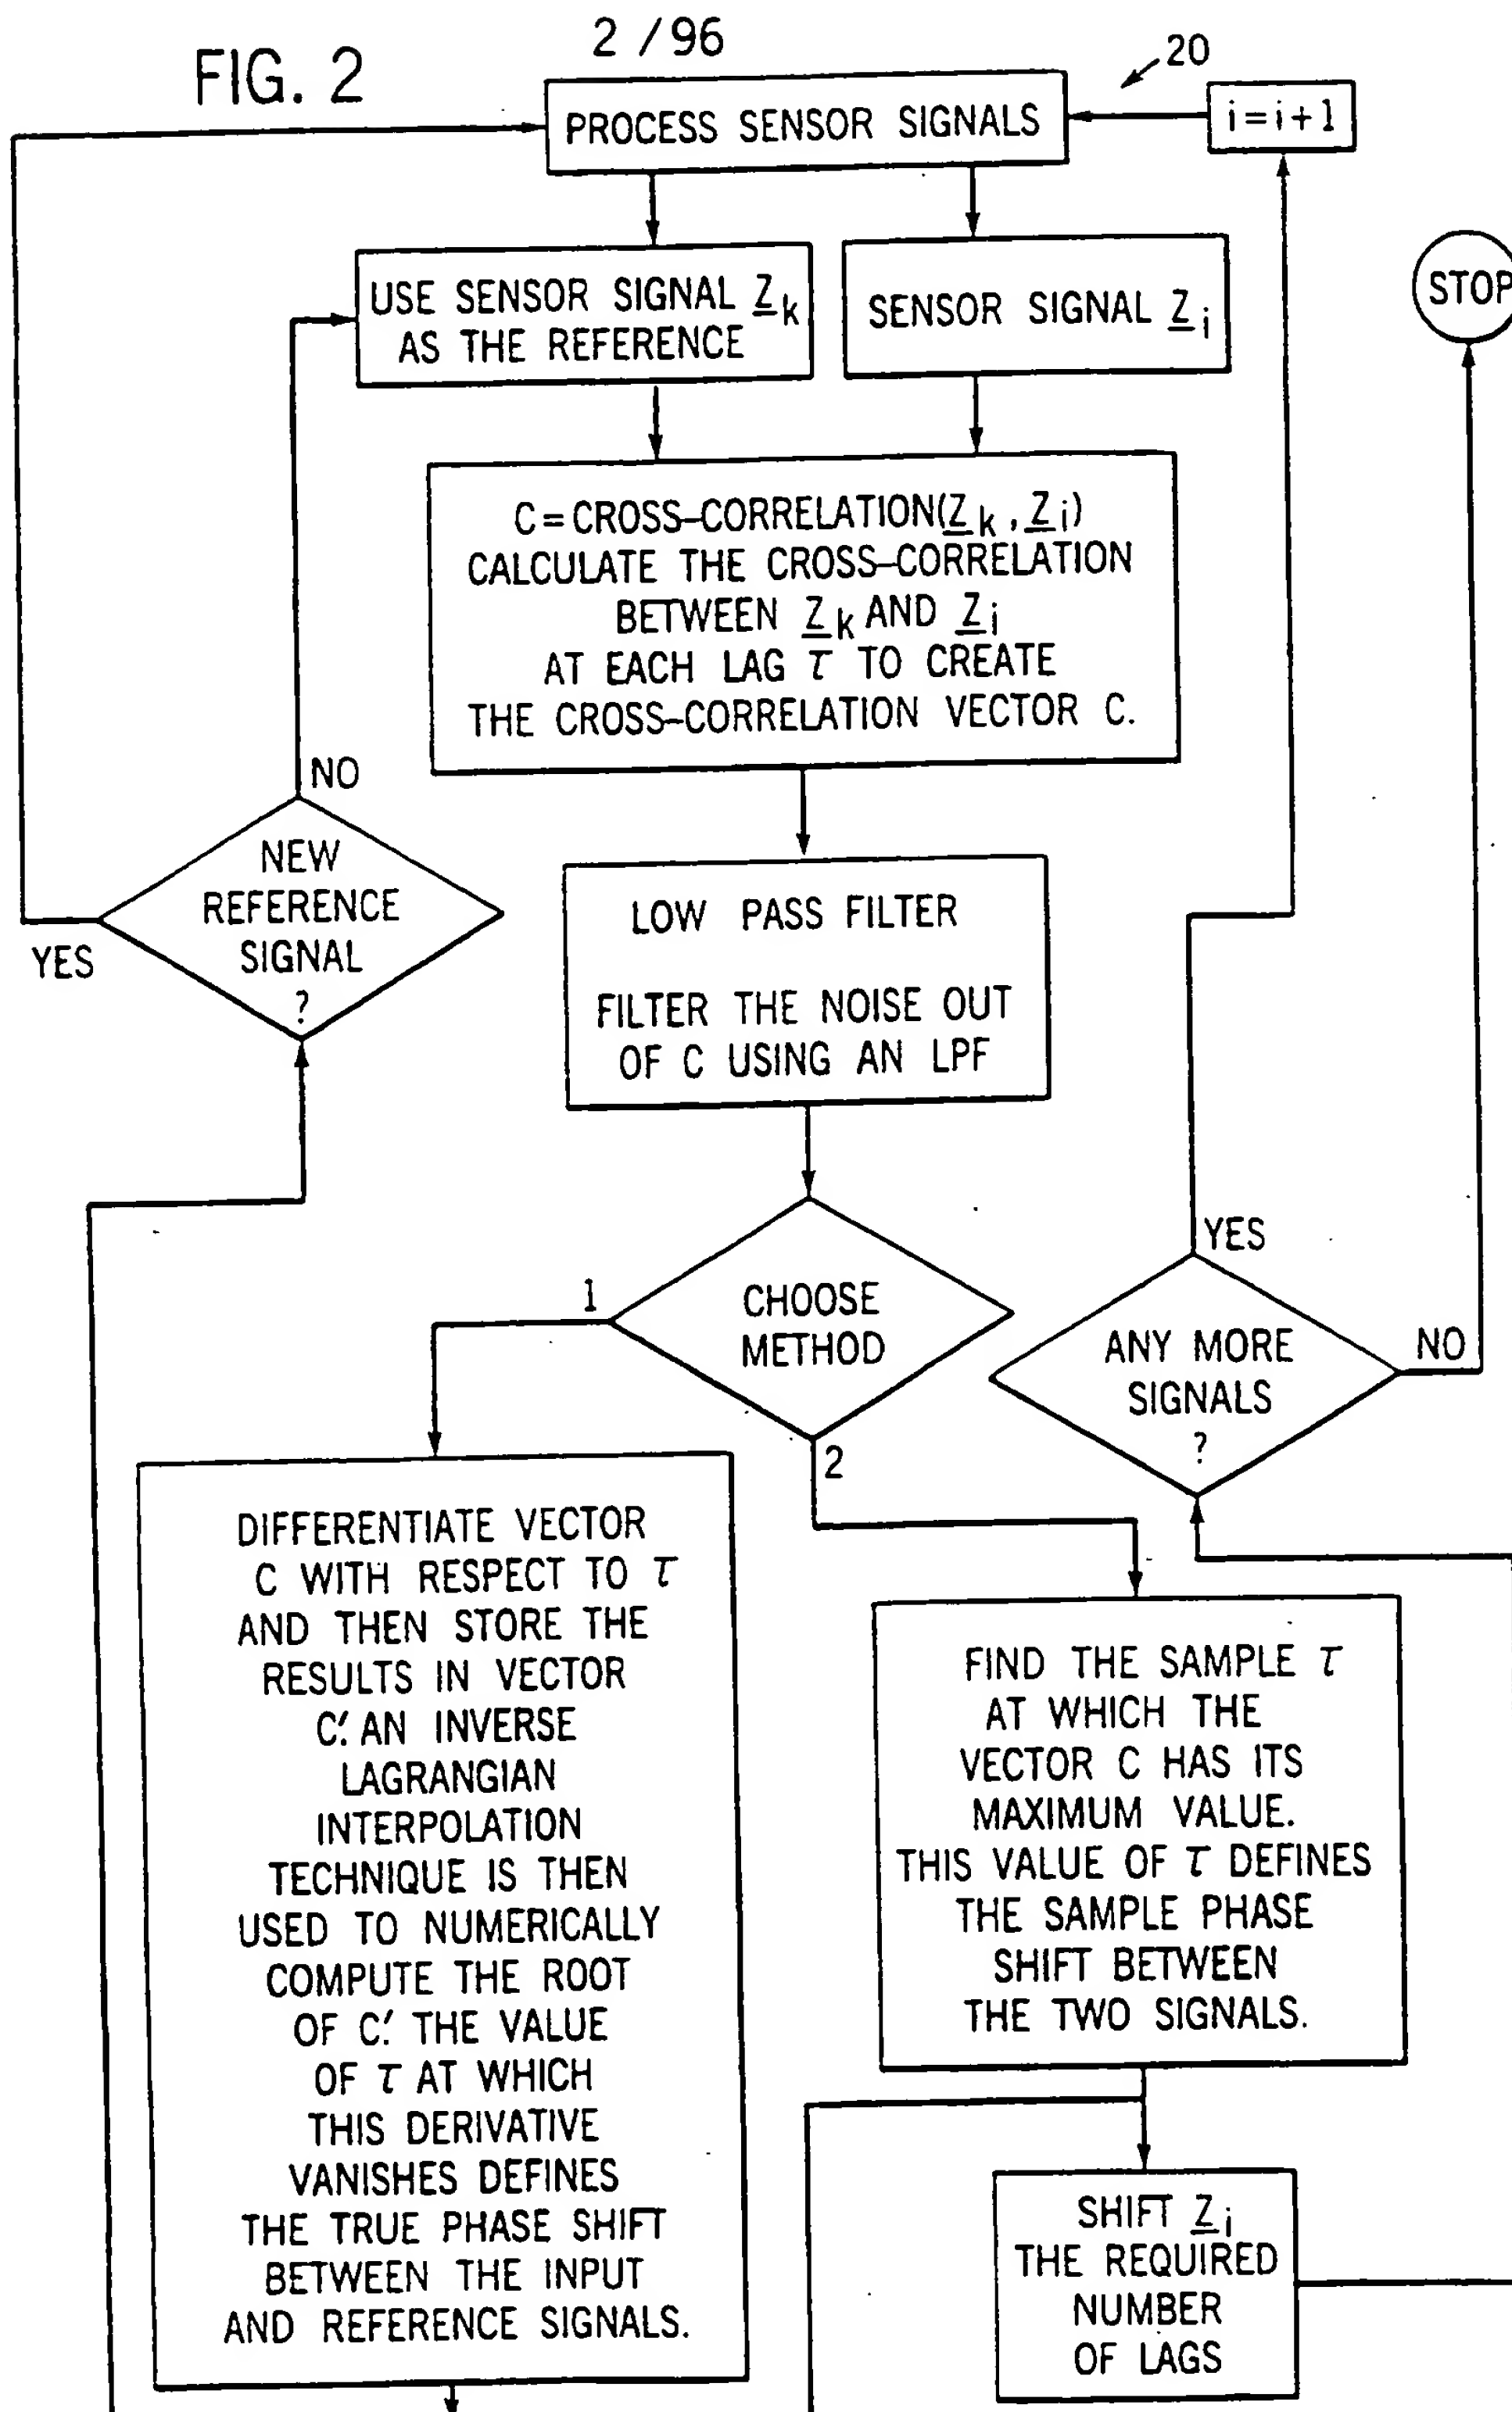 FIG. 2
2 / 96
20
PROCESS SENSOR SIGNALS
i = i + 1
USE SENSOR SIGNAL Z k
AS THE REFERENCE
SENSOR SIGNAL Z i
STOP
C = CROSS–CORRELATION(Z k , Z i)
CALCULATE THE CROSS–CORRELATION
BETWEEN Z k AND Z i
AT EACH LAG τ TO CREATE
THE CROSS–CORRELATION VECTOR C.
NO
NEW
REFERENCE
SIGNAL
?
YES
LOW PASS FILTER
FILTER THE NOISE OUT
OF C USING AN LPF
1
CHOOSE
METHOD
2
YES
ANY MORE
SIGNALS
?
NO
DIFFERENTIATE VECTOR
C WITH RESPECT TO τ
AND THEN STORE THE
RESULTS IN VECTOR
C′. AN INVERSE
LAGRANGIAN
INTERPOLATION
TECHNIQUE IS THEN
USED TO NUMERICALLY
COMPUTE THE ROOT
OF C′. THE VALUE
OF τ AT WHICH
THIS DERIVATIVE
VANISHES DEFINES
THE TRUE PHASE SHIFT
BETWEEN THE INPUT
AND REFERENCE SIGNALS.
FIND THE SAMPLE τ
AT WHICH THE
VECTOR C HAS ITS
MAXIMUM VALUE.
THIS VALUE OF τ DEFINES
THE SAMPLE PHASE
SHIFT BETWEEN
THE TWO SIGNALS.
SHIFT Z i
THE REQUIRED
NUMBER
OF LAGS